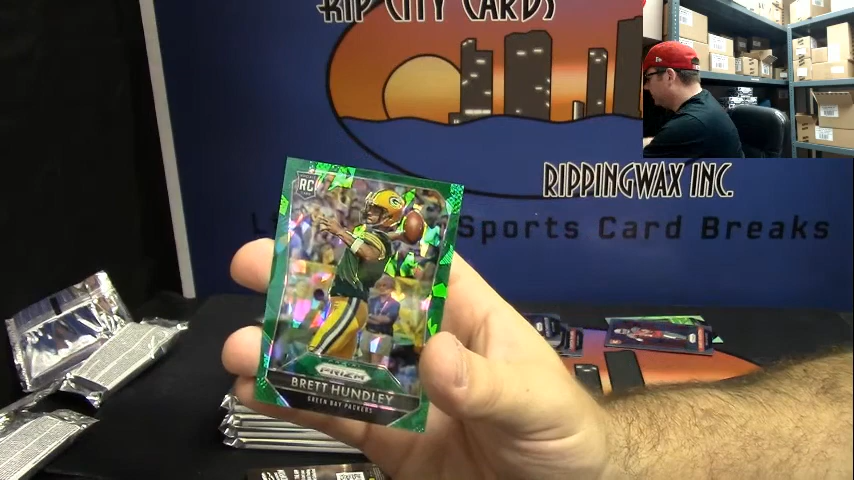 RIP CITY CARDS
RIPPINGWAX INC.
Sports Card Breaks
RC
PRIZM
BRETT HUNDLEY
GREEN BAY PACKERS